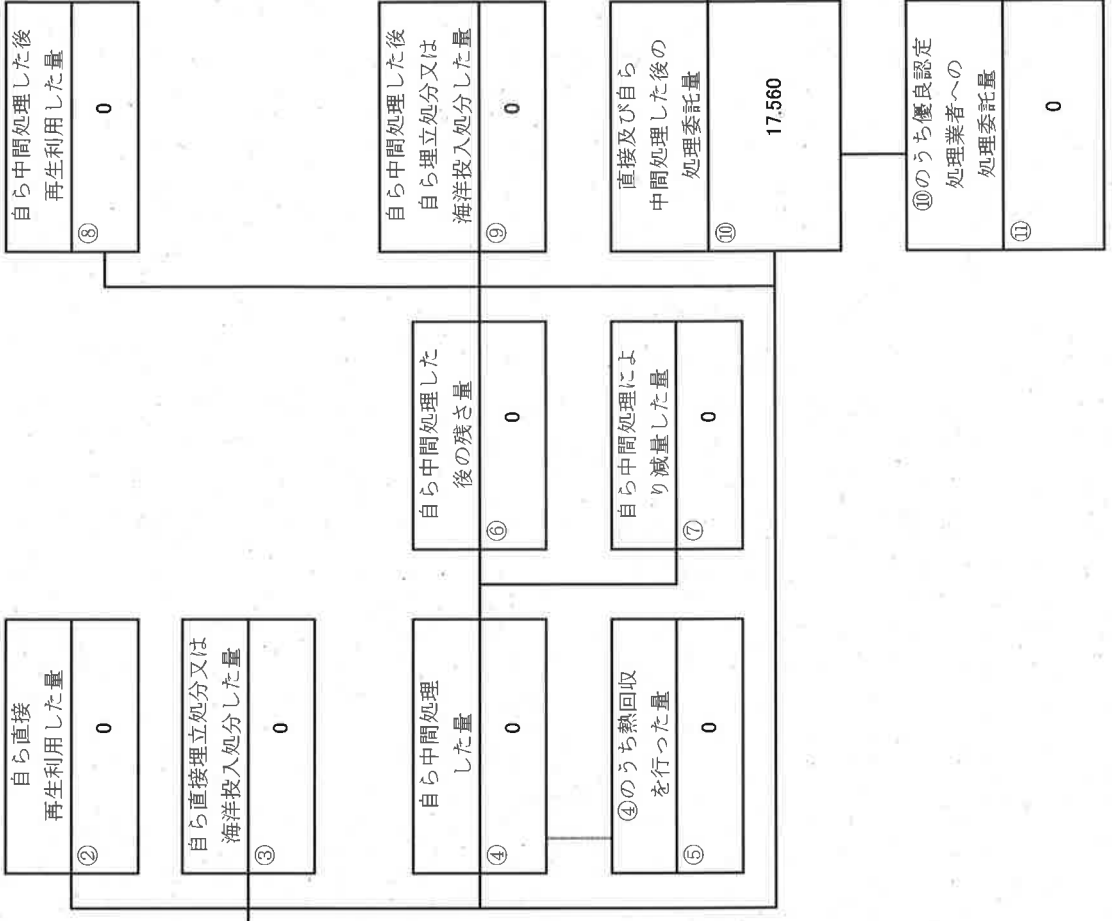 自ら直接
再生利用した量
②
0
自ら直接埋立処分又は
海洋投入処分した量
③
0
自ら中間処理
した量
④
0
④のうち熱回収
を行った量
⑤
0
自ら中間処理した
後の残さ量
⑥
0
自ら中間処理によ
り減量した量
⑦
0
自ら中間処理した後
再生利用した量
⑧
0
自ら中間処理した後
自ら埋立処分又は
海洋投入処分した量
⑨
0
直接及び自ら
中間処理した後の
処理委託量
⑩
17.560
⑩のうち優良認定
処理業者への
処理委託量
⑪
0